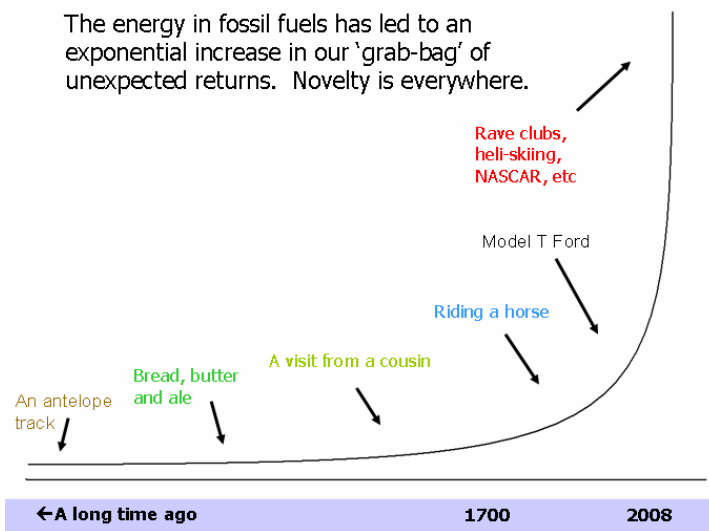 The energy in fossil fuels has led to an
exponential increase in our ‘grab-bag’ of
unexpected returns.  Novelty is everywhere.
Rave clubs,
heli-skiing,
NASCAR, etc
Model T Ford
Riding a horse
A visit from a cousin
Bread, butter
and ale
An antelope
track
←A long time ago
1700
2008